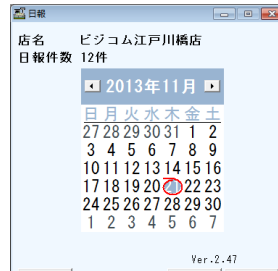 日報
店名 ビジコム江戸川橋店
日報件数 12件
2013年11月
日 月 火 水 木 金 土
27 28 29 30 31 1 2
3 4 5 6 7 8 9
10 11 12 13 14 15 16
17 18 19 20 21 22 23
24 25 26 27 28 29 30
1 2 3 4 5 6 7
Ver.2.47